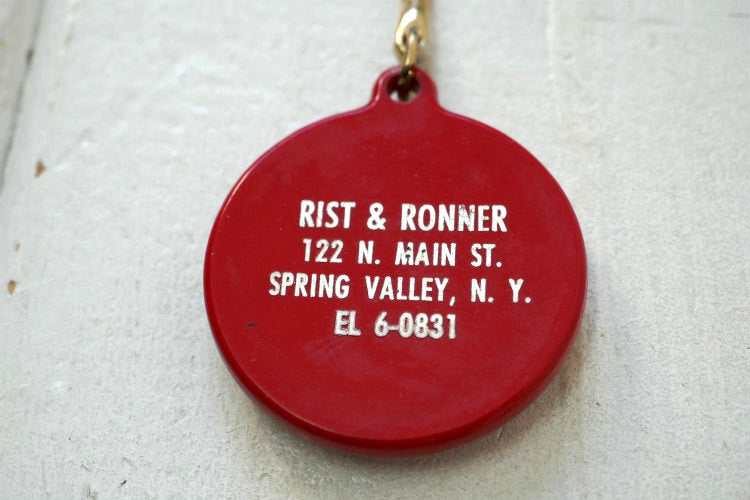 RIST & RONNER
122 N. MAIN ST.
SPRING VALLEY, N. Y.
EL 6-0831